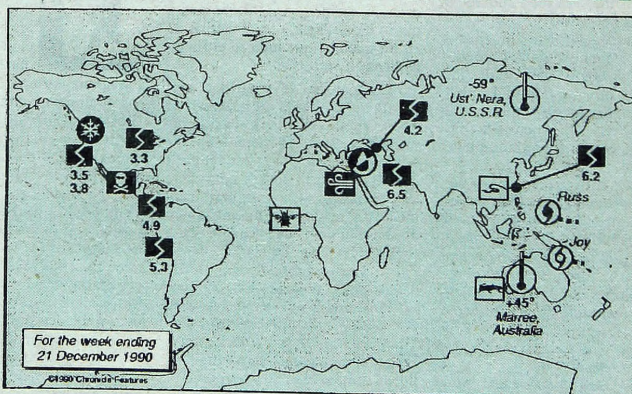 -59°
Ust' Nera,
U.S.S.R.
4.2
3.3
3.5
3.8
6.2
6.5
Russ
4.9
Joy
5.3
+45°
Marree,
Australia
For the week ending
21 December 1990
©1990 Chronicle Features